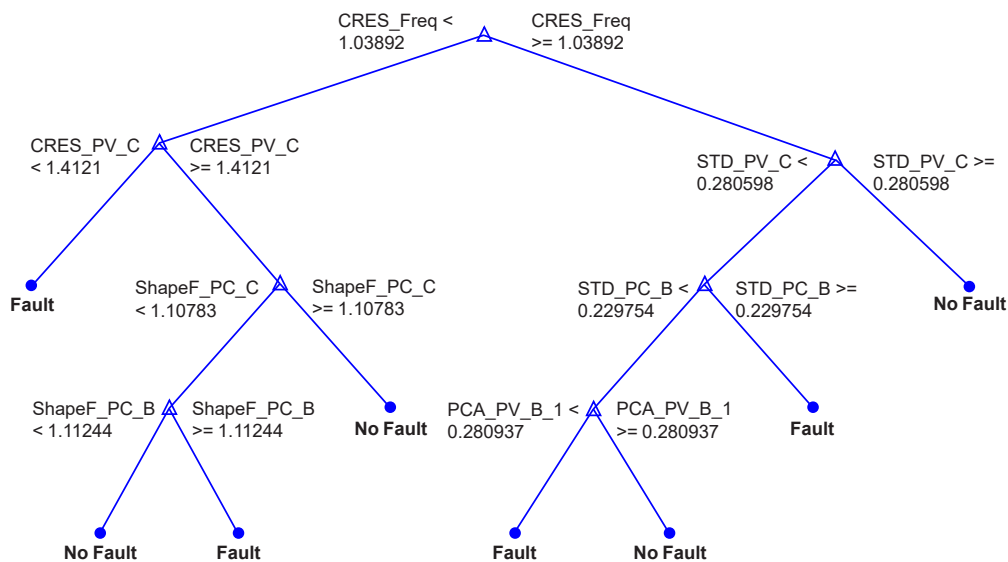 CRES_Freq <
1.03892
CRES_Freq
>= 1.03892
CRES_PV_C
< 1.4121
CRES_PV_C
>= 1.4121
STD_PV_C <
0.280598
STD_PV_C >=
0.280598
Fault
ShapeF_PC_C
< 1.10783
ShapeF_PC_C
>= 1.10783
STD_PC_B <
0.229754
STD_PC_B >=
0.229754
No Fault
ShapeF_PC_B
< 1.11244
ShapeF_PC_B
>= 1.11244
No Fault
PCA_PV_B_1 <
0.280937
PCA_PV_B_1
>= 0.280937
Fault
No Fault
Fault
Fault
No Fault